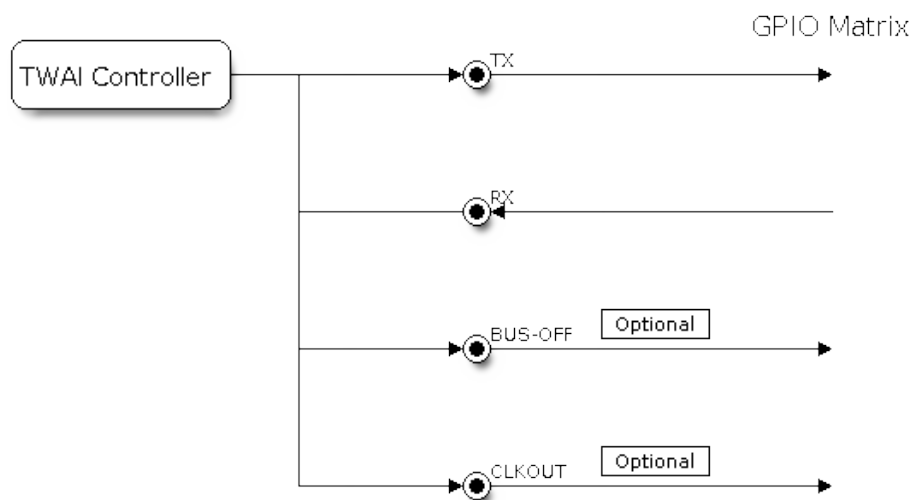 GPIO Matrix
TWAI Controller
TX
RX
BUS-OFF
Optional
CLKOUT
Optional